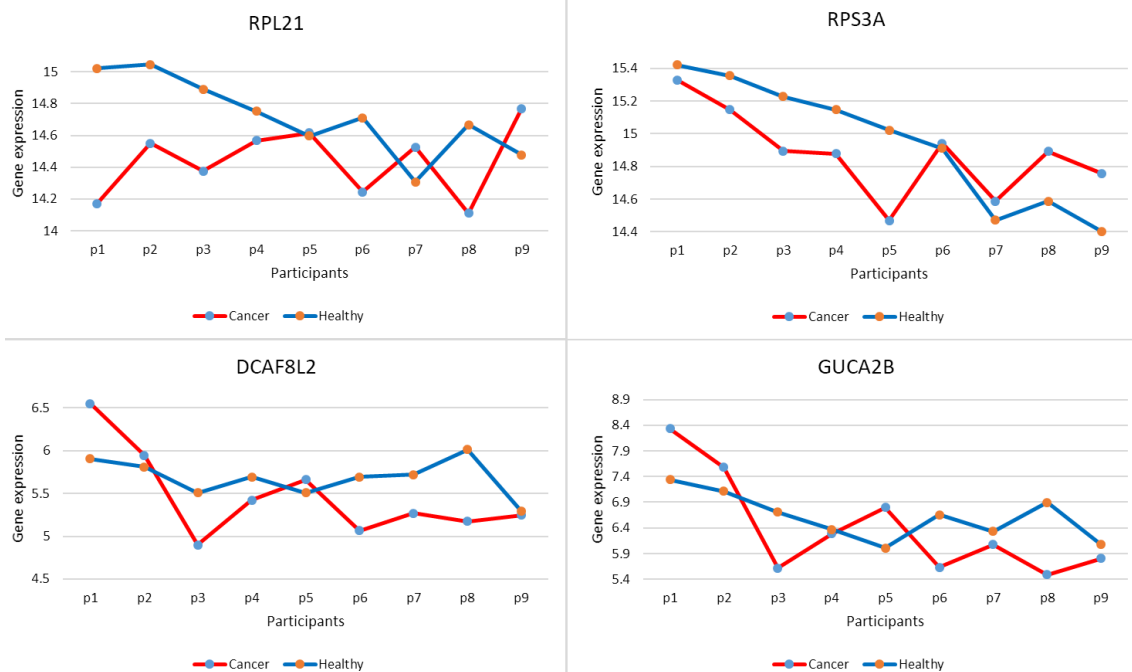 RPL21
Gene expression
15
14.8
14.6
14.4
14.2
14
p1 p2 p3 p4 p5 p6 p7 p8 p9
Participants
Cancer Healthy
RPS3A
Gene expression
15.4
15.2
15
14.8
14.6
14.4
p1 p2 p3 p4 p5 p6 p7 p8 p9
Participants
Cancer Healthy
DCAF8L2
Gene expression
6.5
6
5.5
5
4.5
p1 p2 p3 p4 p5 p6 p7 p8 p9
Participants
Cancer Healthy
GUCA2B
Gene expression
8.9
8.4
7.9
7.4
6.9
6.4
5.9
5.4
p1 p2 p3 p4 p5 p6 p7 p8 p9
Participants
Cancer Healthy